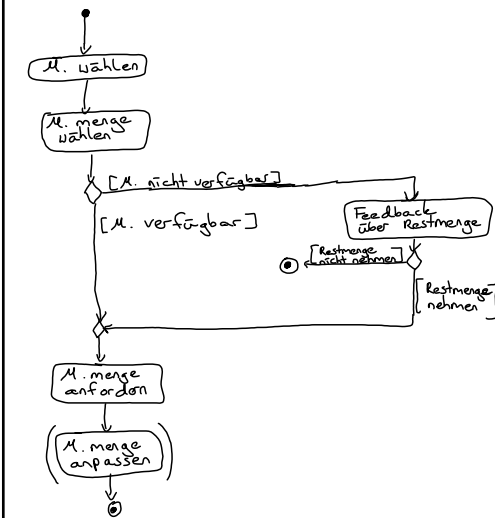 M. wählen
M. menge
wählen
[M. nicht verfügbar]
[M. verfügbar]
Feedback
über Restmenge
[Restmenge
nicht nehmen]
[Restmenge
nehmen]
M. menge
anfordern
(M. menge
anpassen)